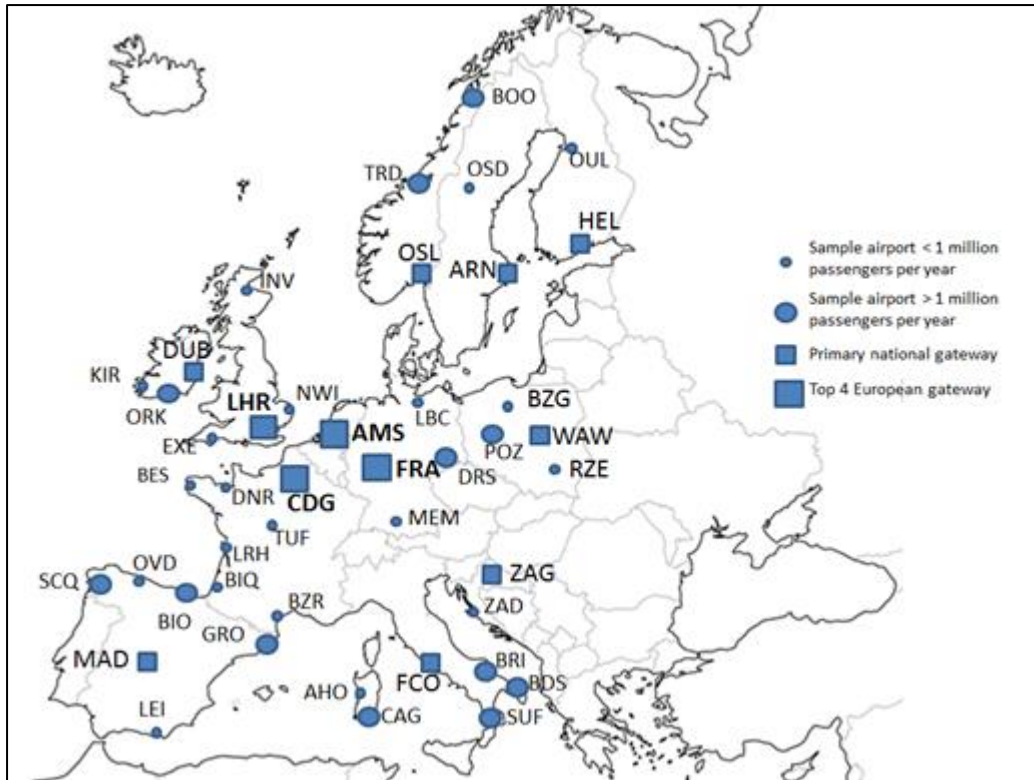 BOO
OUL
OSD
TRD
HEL
OSL
ARN
INV
DUB
KIR
ORK
LHR
NWI
EXE
AMS
LBC
BZG
WAW
POZ
RZE
FRA
DRS
BES
DNR
CDG
MEM
TUF
LRH
OVD
SCQ
BIQ
BIO
BZR
GRO
ZAG
ZAD
MAD
FCO
BRI
BDS
AHO
CAG
SUF
LEI
Sample airport < 1 million
passengers per year
Sample airport > 1 million
passengers per year
Primary national gateway
Top 4 European gateway